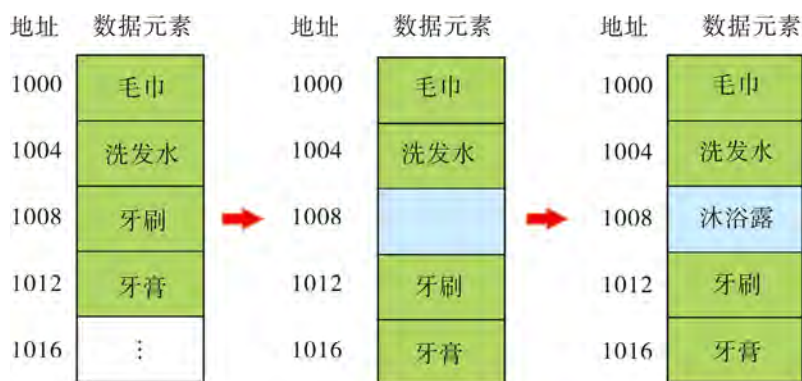 地址 数据元素 地址 数据元素 地址 数据元素
1000 毛巾 1000 毛巾 1000 毛巾
1004 洗发水 1004 洗发水 1004 洗发水
1008 牙刷 1008 1008 沐浴露
1012 牙膏 1012 牙刷 1012 牙刷
1016 ⋮ 1016 牙膏 1016 牙膏